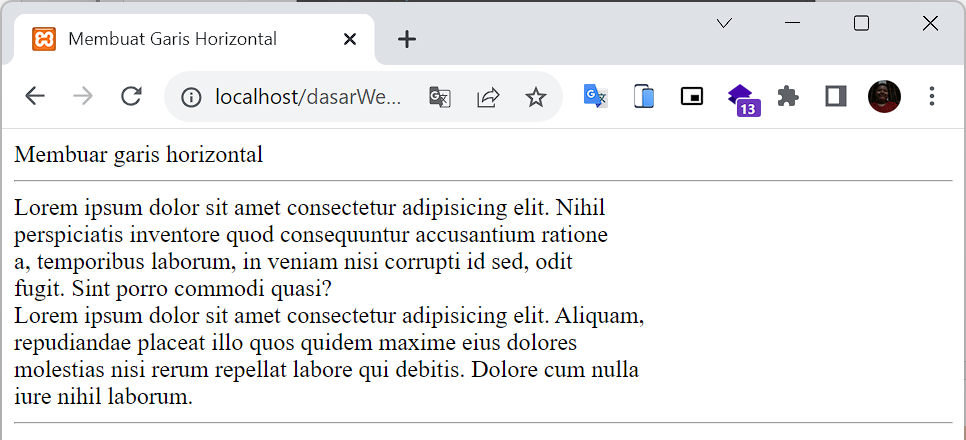 Membuat Garis Horizontal
localhost/dasarWe...
13
Membuar garis horizontal
Lorem ipsum dolor sit amet consectetur adipisicing elit. Nihil
perspiciatis inventore quod consequuntur accusantium ratione
a, temporibus laborum, in veniam nisi corrupti id sed, odit
fugit. Sint porro commodi quasi?
Lorem ipsum dolor sit amet consectetur adipisicing elit. Aliquam,
repudiandae placeat illo quos quidem maxime eius dolores
molestias nisi rerum repellat labore qui debitis. Dolore cum nulla
iure nihil laborum.